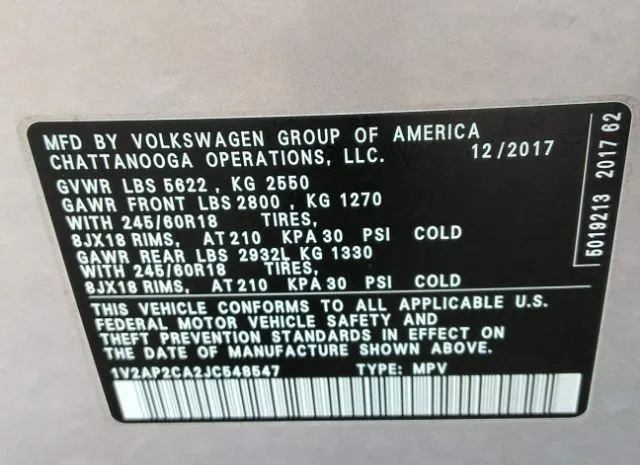 MFD BY VOLKSWAGEN GROUP OF AMERICA
CHATTANOOGA OPERATIONS, LLC. 12/2017
GVWR LBS 5622 , KG 2550
GAWR FRONT LBS 2800 , KG 1270
WITH 245/60R18 TIRES,
8JX18 RIMS, AT 210 KPA 30 PSI COLD
GAWR REAR LBS 2932L KG 1330
WITH 245/60R18 TIRES,
8JX18 RIMS, AT 210 KPA 30 PSI COLD
THIS VEHICLE CONFORMS TO ALL APPLICABLE U.S.
FEDERAL MOTOR VEHICLE SAFETY AND
THEFT PREVENTION STANDARDS IN EFFECT ON
THE DATE OF MANUFACTURE SHOWN ABOVE
1V2AP2CA2JC548547 TYPE: MPV
5019213 2017 62